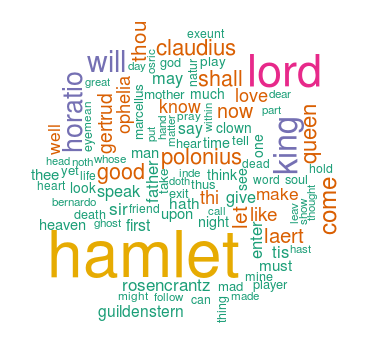 exeunt
thou
osric
god
play
claudius
natur
day
will
may
shall
lord
great
ophelia
marcellus
mother
much
love
dear
horatio
gertrud
know
now
within
part
well
eye
mean
put
hand
matter
pray
say
clown
queen
king
polonius
hear
time
tell
one
man
head
noth
whose
good
father
take
think
dead
hold
thee
yet
life
inde
see
word
soul
heart
look
speak
doth
thus
give
make
exit
thi
come
bernardo
sir
friend
hath
let
like
leav
show
thought
death
upon
call
heaven
ghost
first
night
enter
laert
hamlet
tis
hast
must
rosencrantz
mad
mine
player
might
follow
can
thing
made
guildenstern